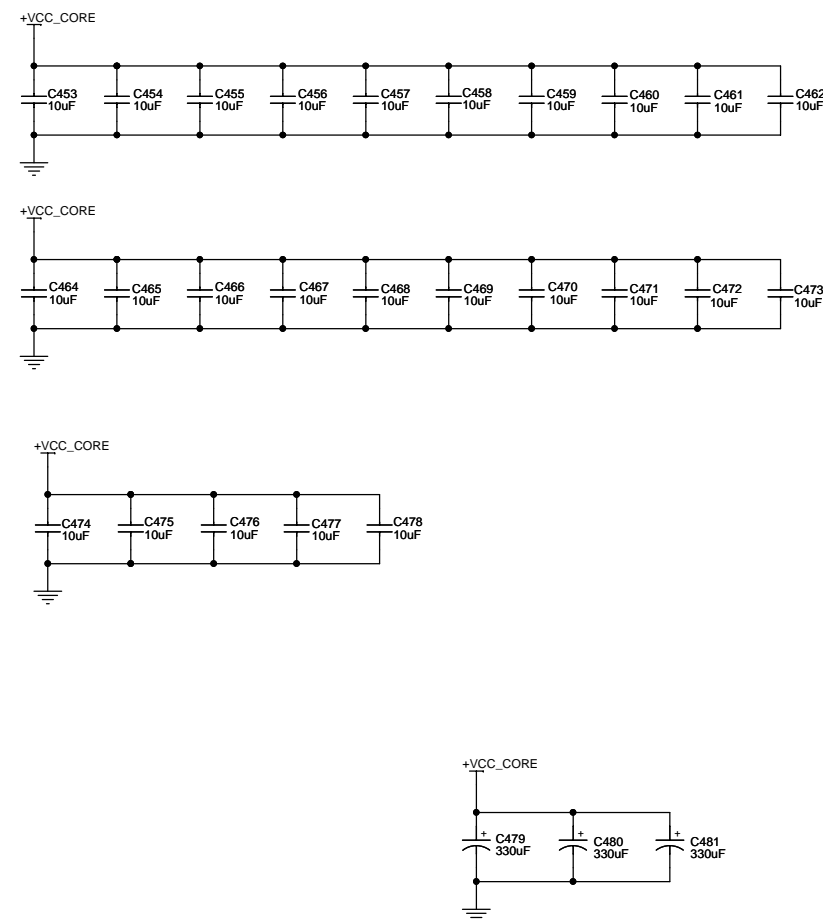 +VCC_CORE
C453
10uF
C454
10uF
C455
10uF
C456
10uF
C457
10uF
C458
10uF
C459
10uF
C460
10uF
C461
10uF
C462
10uF
+VCC_CORE
C464
10uF
C465
10uF
C466
10uF
C467
10uF
C468
10uF
C469
10uF
C470
10uF
C471
10uF
C472
10uF
C473
10uF
+VCC_CORE
C474
10uF
C475
10uF
C476
10uF
C477
10uF
C478
10uF
+VCC_CORE
+
C479
330uF
+
C480
330uF
+
C481
330uF